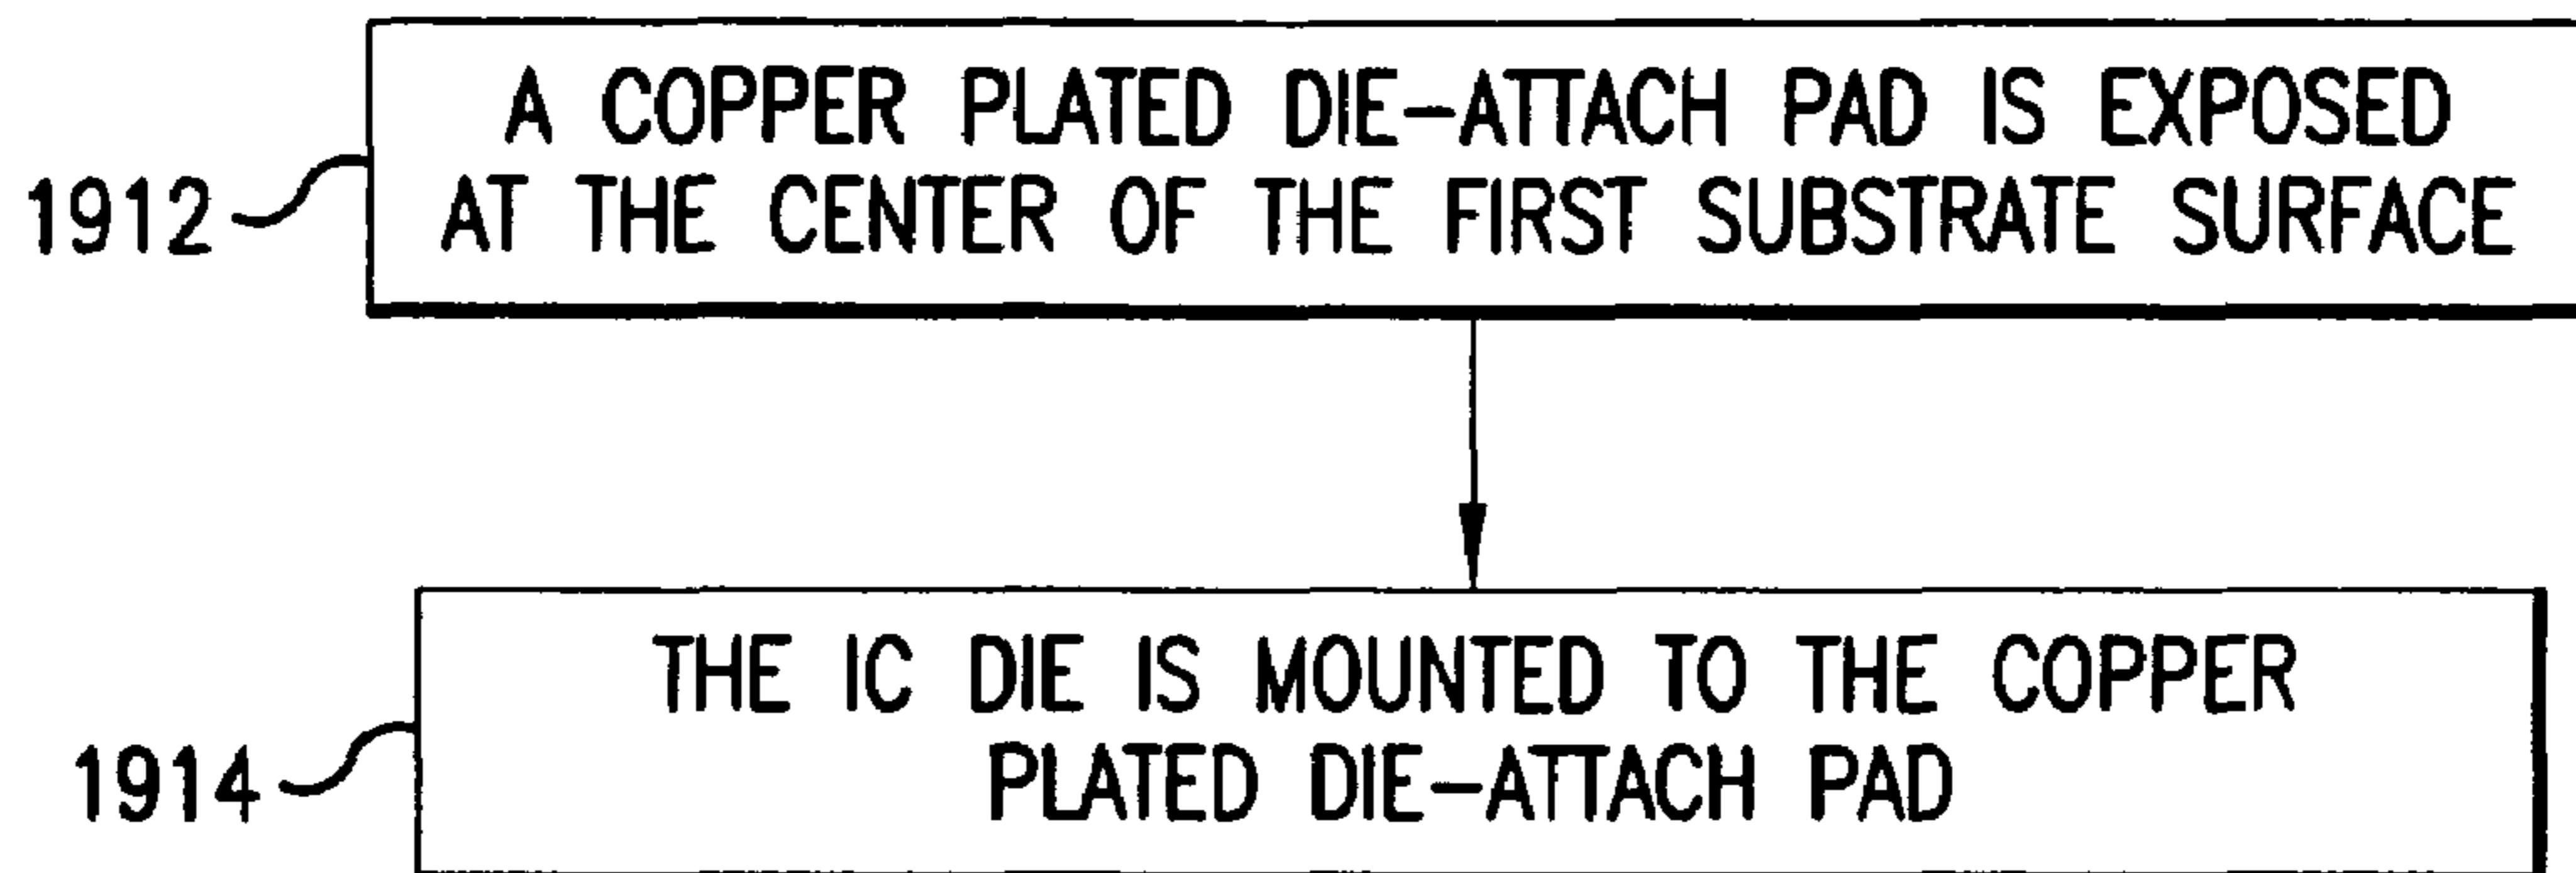 1912
A COPPER PLATED DIE-ATTACH PAD IS EXPOSED
AT THE CENTER OF THE FIRST SUBSTRATE SURFACE
1914
THE IC DIE IS MOUNTED TO THE COPPER
PLATED DIE-ATTACH PAD